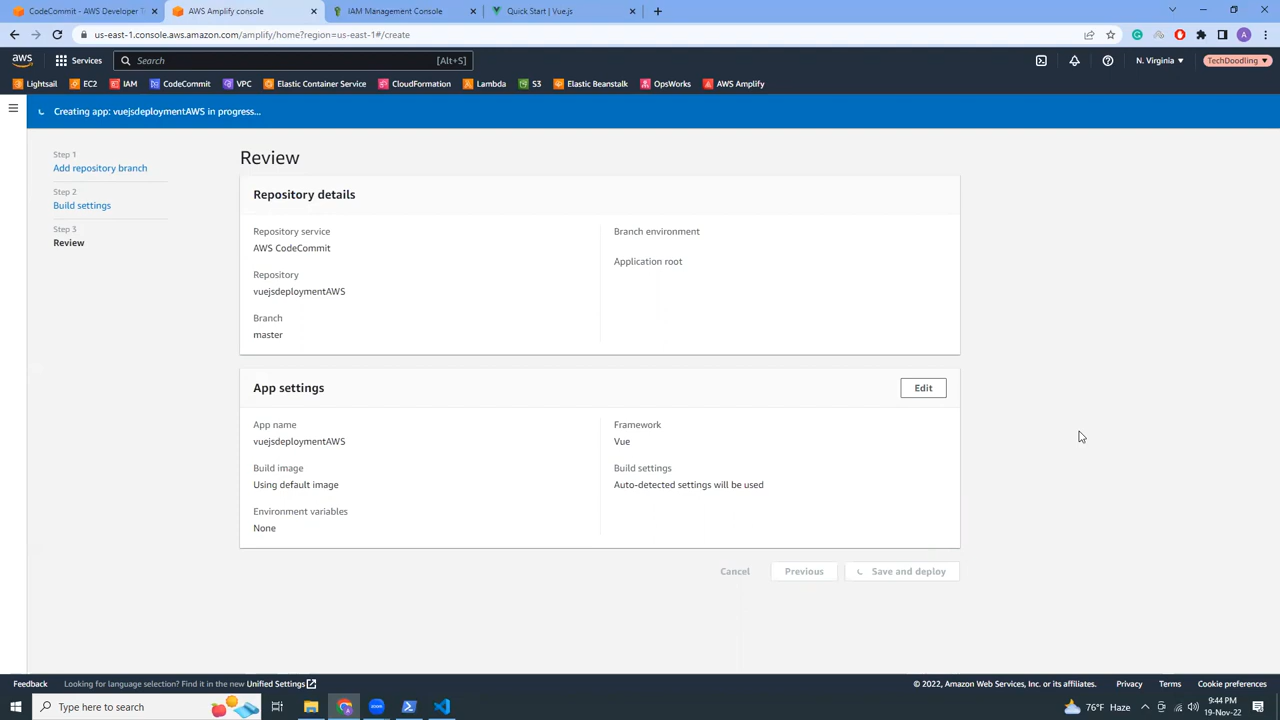 CodeCommit - AWS Developer To
AWS Amplify console
IAM Management Console
Quick Start | Vue.js
us-east-1.console.aws.amazon.com/amplify/home?region=us-east-1#/create
A
aws
Services
Search
[Alt+S]
N. Virginia
TechDoodling
Lightsail
EC2
IAM
CodeCommit
VPC
Elastic Container Service
CloudFormation
Lambda
S3
Elastic Beanstalk
OpsWorks
AWS Amplify
Creating app: vuejsdeploymentAWS in progress...
Step 1
Add repository branch
Step 2
Build settings
Step 3
Review
Review
Repository details
Repository service
AWS CodeCommit
Repository
vuejsdeploymentAWS
Branch
master
Branch environment
Application root
App settings
Edit
App name
vuejsdeploymentAWS
Build image
Using default image
Environment variables
None
Framework
Vue
Build settings
Auto-detected settings will be used
Cancel
Previous
Save and deploy
Feedback
Looking for language selection? Find it in the new Unified Settings
© 2022, Amazon Web Services, Inc. or its affiliates.
Privacy
Terms
Cookie preferences
Type here to search
76°F Haze
9:44 PM
19-Nov-22